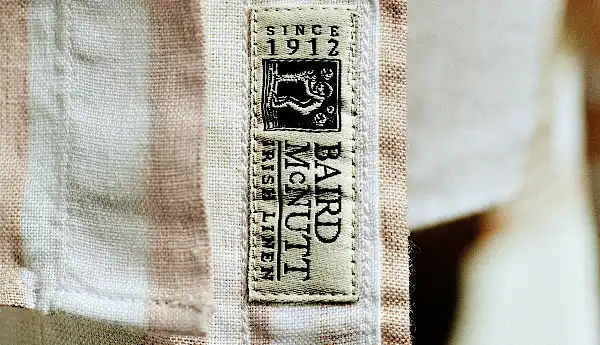 SINCE
1912
BAIRD
McNUTT
IRISH LINEN